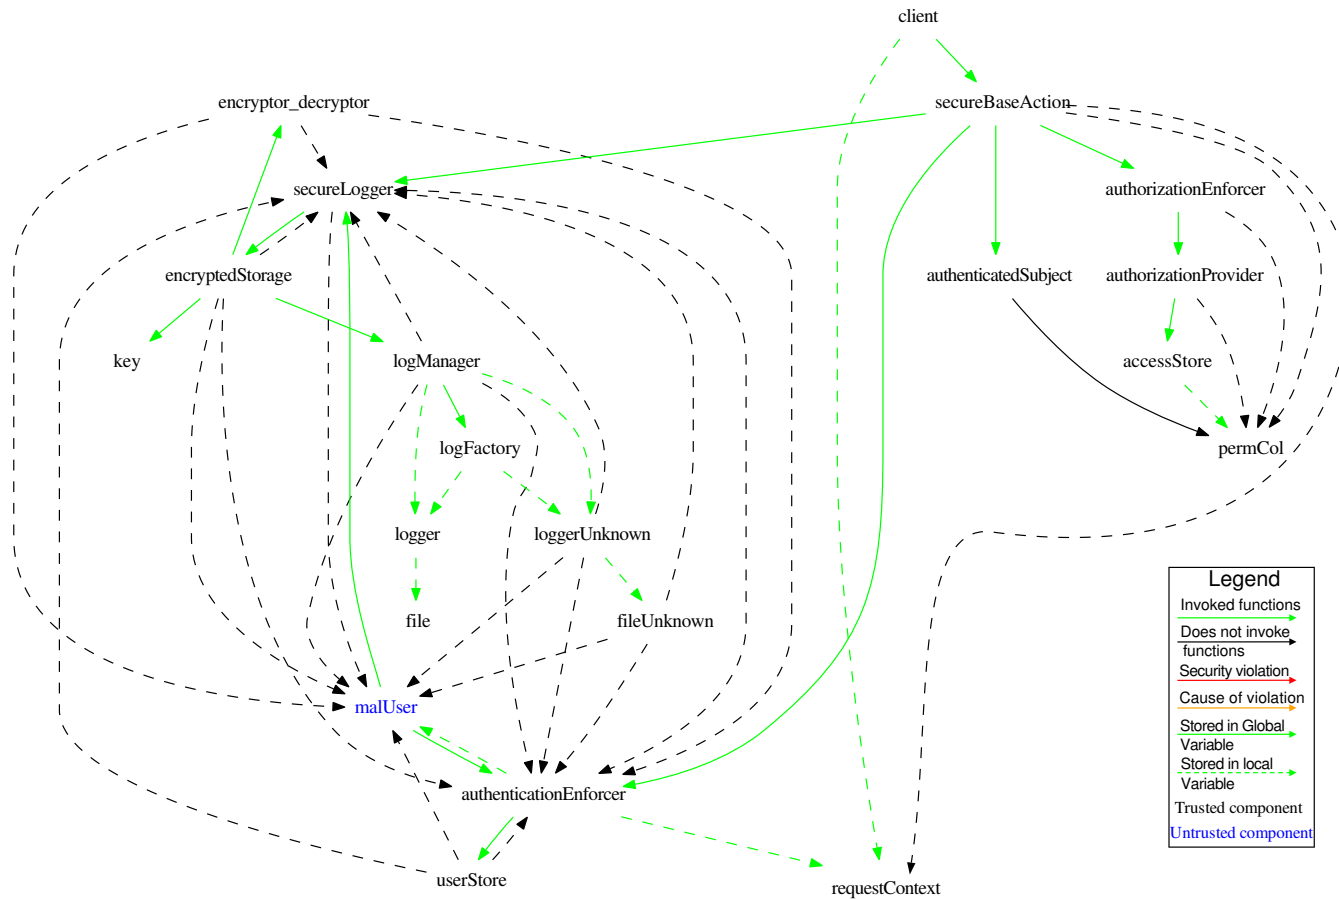 client
encryptor_decryptor
secureBaseAction
secureLogger
authorizationEnforcer
encryptedStorage
authenticatedSubject
authorizationProvider
key
logManager
accessStore
logFactory
permCol
logger
loggerUnknown
file
fileUnknown
malUser
authenticationEnforcer
userStore
requestContext
Legend
Invoked functions
Does not invoke
functions
Security violation
Cause of violation
Stored in Global
Variable
Stored in local
Variable
Trusted component
Untrusted component